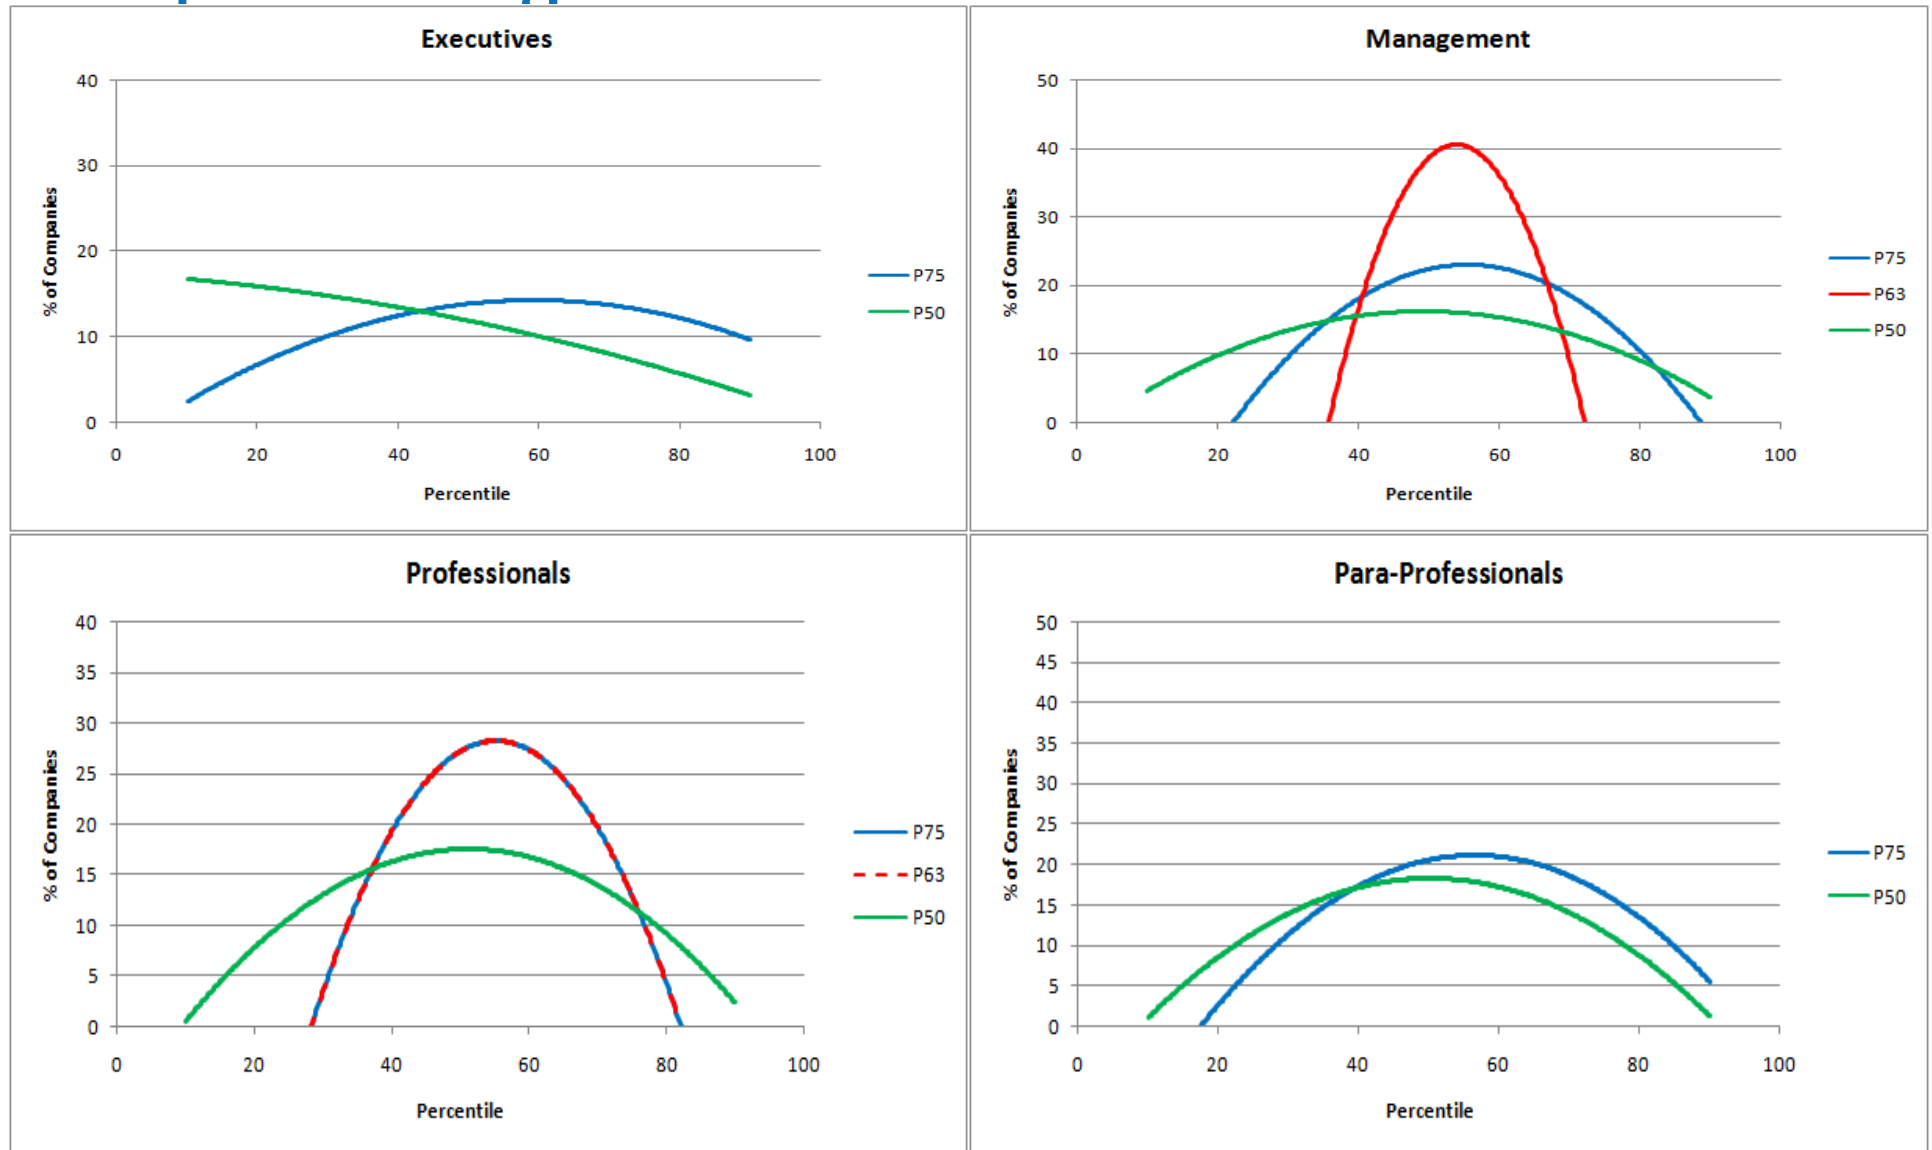 Executives
40
30
20
10
0
0 20 40 60 80 100
% of Companies
Percentile
P75
P50
Management
50
40
30
20
10
0
0 20 40 60 80 100
% of Companies
Percentile
P75
P63
P50
Professionals
40
35
30
25
20
15
10
5
0
0 20 40 60 80 100
% of Companies
Percentile
P75
P63
P50
Para-Professionals
50
45
40
35
30
25
20
15
10
5
0
0 20 40 60 80 100
% of Companies
Percentile
P75
P50